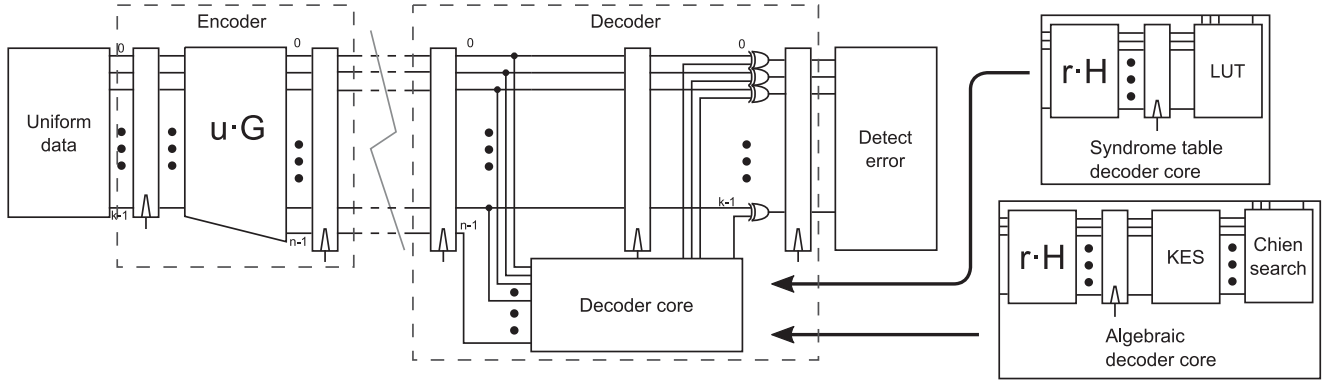 Encoder
Decoder
Uniform
data
0
k-1
u·G
0
n-1
0
n-1
0
k-1
Decoder core
Detect
error
r·H
LUT
Syndrome table
decoder core
r·H
KES
Chien
search
Algebraic
decoder core